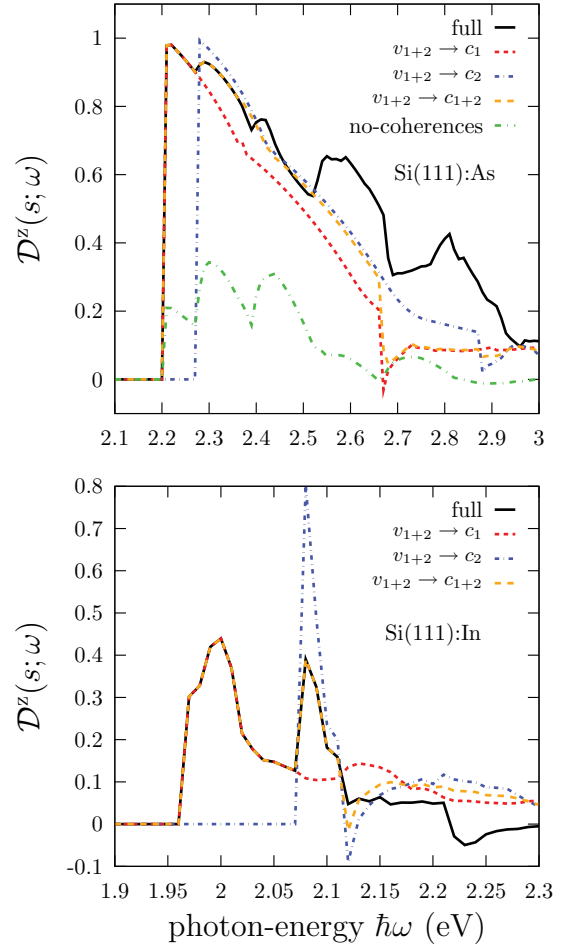 full
v₁₊₂ → c₁
v₁₊₂ → c₂
v₁₊₂ → c₁₊₂
no-coherences
Si(111):As
𝒟ᶻ(s; ω)
1
0.8
0.6
0.4
0.2
0
2.1 2.2 2.3 2.4 2.5 2.6 2.7 2.8 2.9 3
full
v₁₊₂ → c₁
v₁₊₂ → c₂
v₁₊₂ → c₁₊₂
Si(111):In
𝒟ᶻ(s; ω)
0.8
0.7
0.6
0.5
0.4
0.3
0.2
0.1
0
-0.1
1.9 1.95 2 2.05 2.1 2.15 2.2 2.25 2.3
photon-energy ℏω (eV)